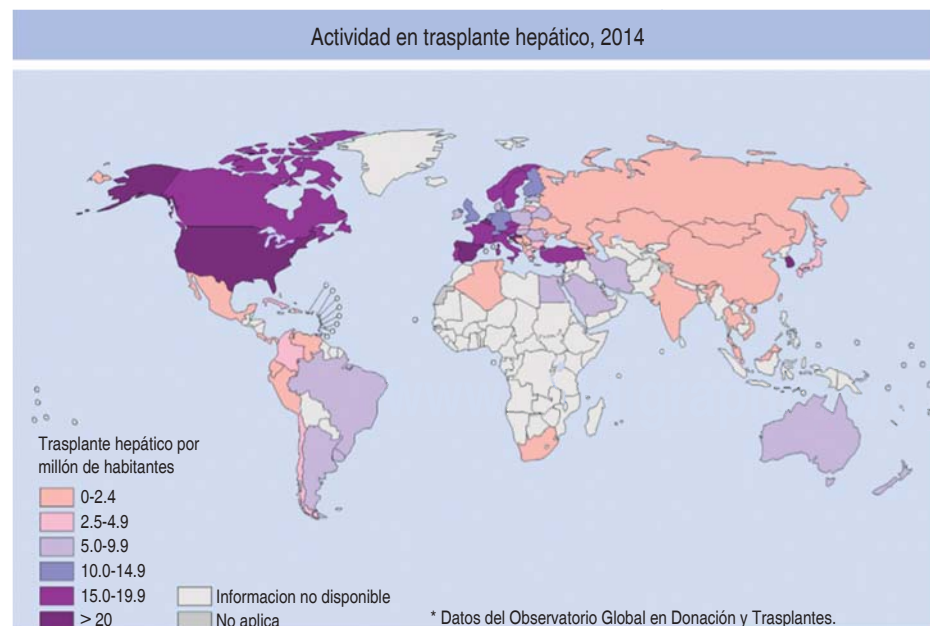 Actividad en trasplante hepático, 2014
Trasplante hepático por
millón de habitantes
0-2.4
2.5-4.9
5.0-9.9
10.0-14.9
15.0-19.9
> 20
Informacion no disponible
No aplica
* Datos del Observatorio Global en Donación y Trasplantes.